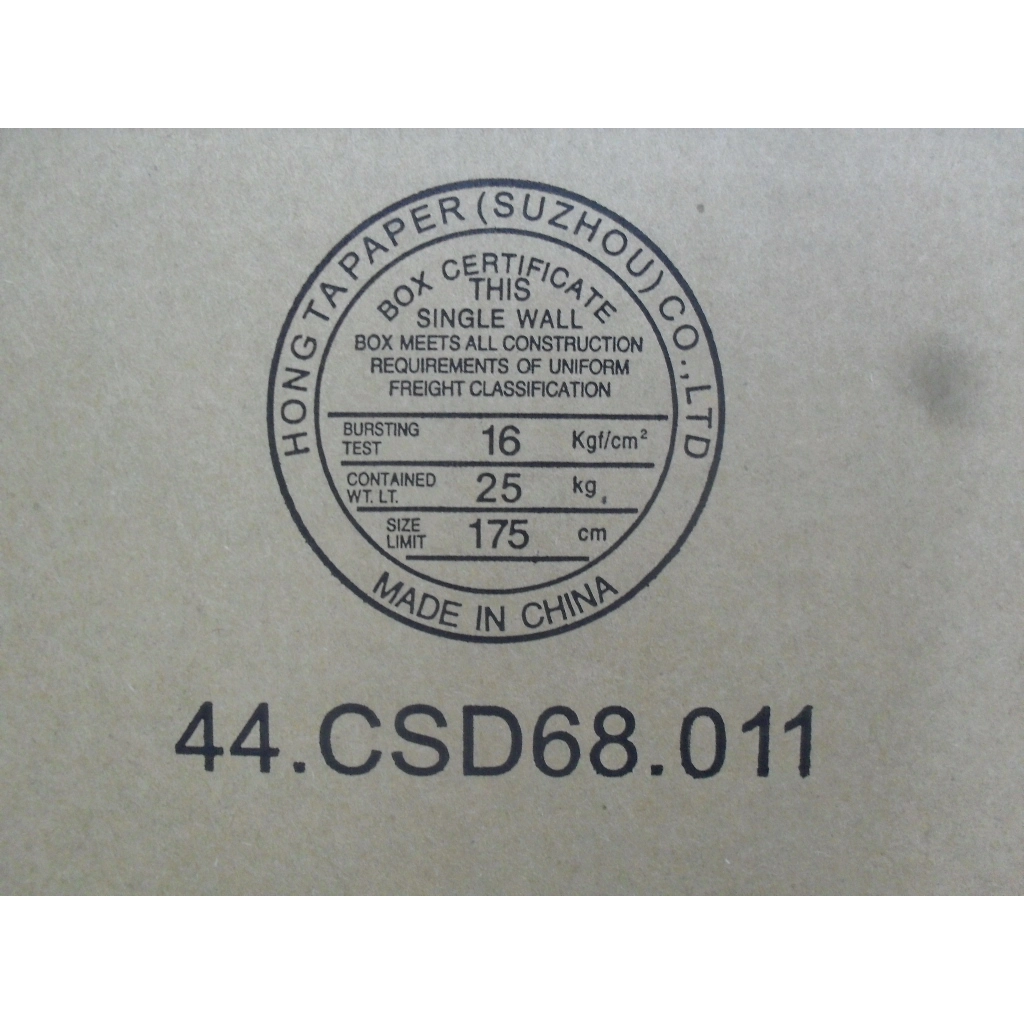 HONG TA PAPER (SUZHOU) CO.,LTD
BOX CERTIFICATE
THIS
SINGLE WALL
BOX MEETS ALL CONSTRUCTION
REQUIREMENTS OF UNIFORM
FREIGHT CLASSIFICATION
BURSTING TEST 16 Kgf/cm²
CONTAINED WT. LT. 25 kg
SIZE LIMIT 175 cm
MADE IN CHINA
44.CSD68.011